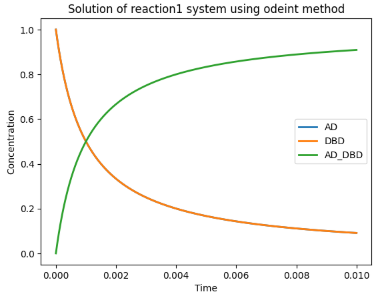 Solution of reaction1 system using odeint method
1.0
0.8
0.6
0.4
0.2
0.0
Concentration
AD
DBD
AD_DBD
0.000
0.002
0.004
0.006
0.008
0.010
Time